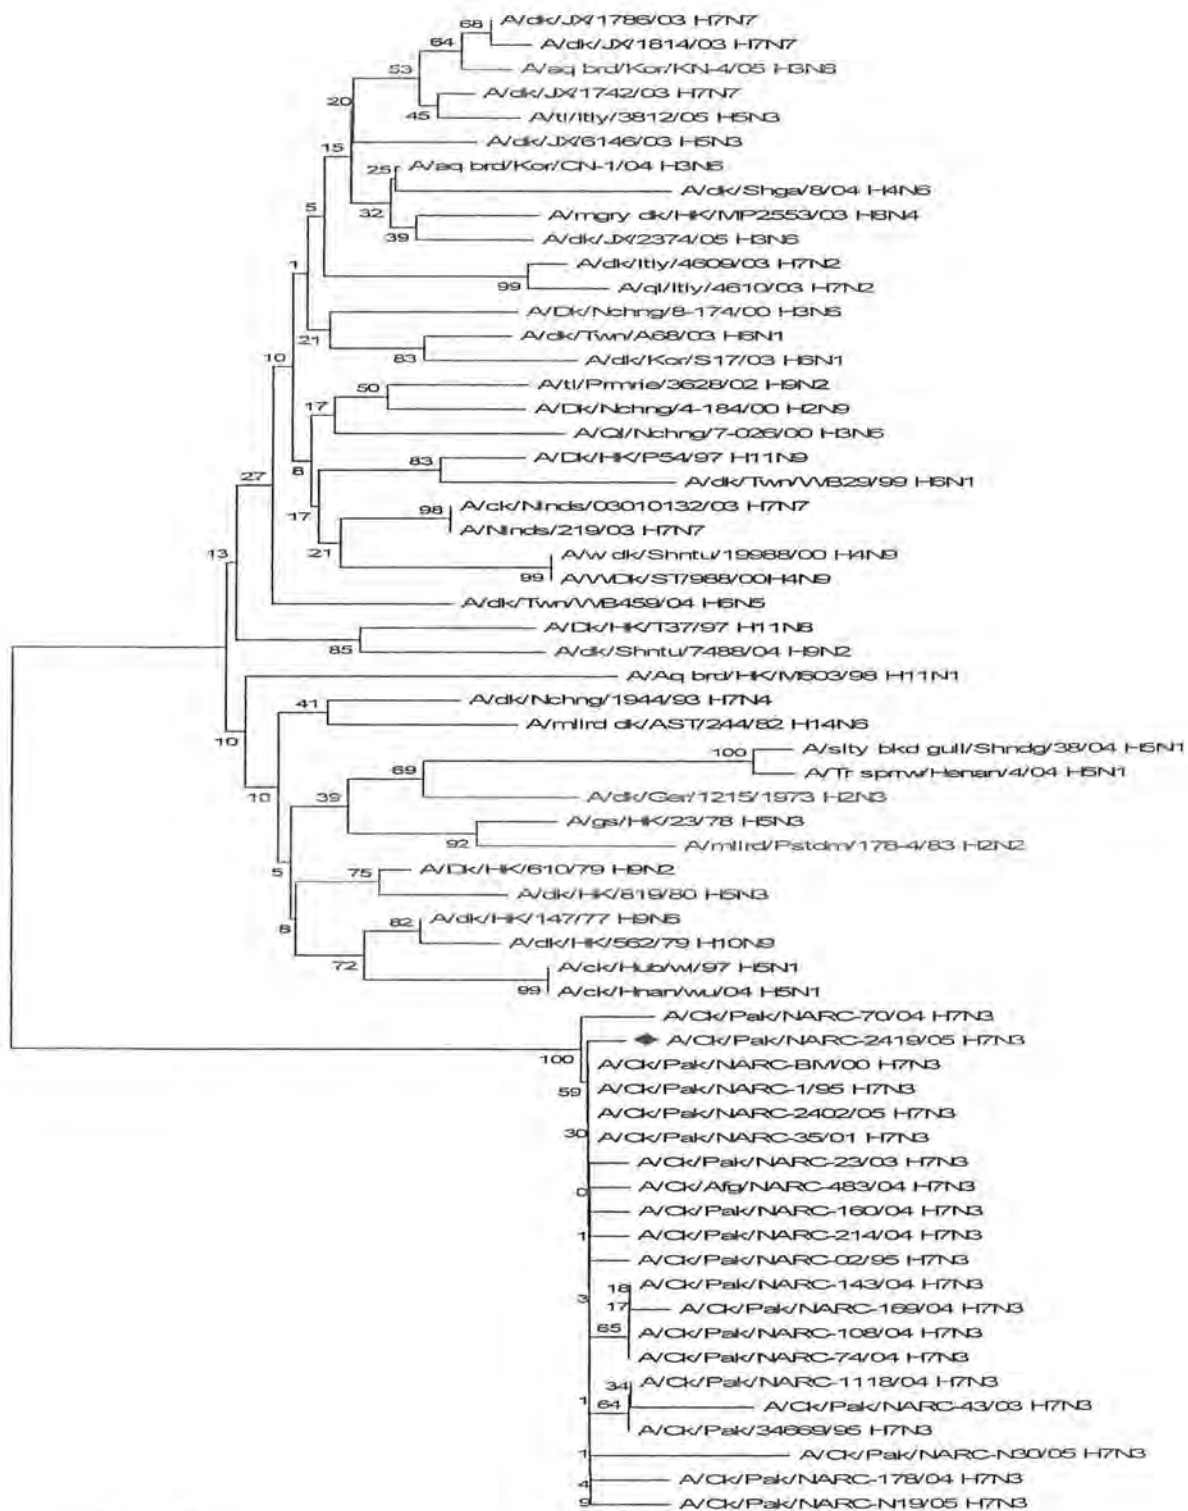 68 A/dk/JX/1786/03 H7N7
64 A/dk/JX/1814/03 H7N7
53 A/aq brd/Kor/KN-4/05 H3N6
20 A/dk/JX/1742/03 H7N7
45 A/tl/Itly/3812/05 H5N3
A/dk/JX/6146/03 H5N3
15 25 A/aq brd/Kor/CN-1/04 H3N6
A/dk/Shga/8/04 H4N6
5 32 A/mgry dk/HK/MP2553/03 H8N4
39 A/dk/JX/2374/05 H3N6
1 A/dk/Itly/4609/03 H7N2
99 A/ql/Itly/4610/03 H7N2
A/Dk/Nchng/8-174/00 H3N6
21 A/dk/Twn/A68/03 H6N1
10 83 A/dk/Kor/S17/03 H6N1
50 A/tl/Prmrie/3628/02 H9N2
17 A/Dk/Nchng/4-184/00 H2N9
A/Ql/Nchng/7-026/00 H3N6
27 8 83 A/Dk/HK/P54/97 H11N9
A/dk/Twn/WB29/99 H6N1
17 98 A/ck/Nlnds/03010132/03 H7N7
A/Nlnds/219/03 H7N7
13 21 A/w dk/Shntu/19988/00 H4N9
99 A/WDk/ST/988/00H4N9
A/dk/Twn/WB459/04 H6N5
A/Dk/HK/T37/97 H11N8
85 A/dk/Shntu/7488/04 H9N2
A/Aq brd/HK/M603/98 H11N1
41 A/dk/Nchng/1944/93 H7N4
10 A/mllrd dk/AST/244/82 H14N6
100 A/slty bkd gull/Shndg/38/04 H5N1
69 A/Tr sprrw/Henan/4/04 H5N1
10 39 A/dk/Ger/1215/1973 H2N3
A/gs/HK/23/78 H5N3
92 A/mllrd/Pstdm/178-4/83 H2N2
5 75 A/Dk/HK/610/79 H9N2
A/dk/HK/819/80 H5N3
8 82 A/dk/HK/147/77 H9N6
A/dk/HK/562/79 H10N9
72 A/ck/Hub/wl/97 H5N1
99 A/ck/Hnan/wu/04 H5N1
A/Ck/Pak/NARC-70/04 H7N3
100 A/Ck/Pak/NARC-2419/05 H7N3
A/Ck/Pak/NARC-BM/00 H7N3
59 A/Ck/Pak/NARC-1/95 H7N3
A/Ck/Pak/NARC-2402/05 H7N3
30 A/Ck/Pak/NARC-35/01 H7N3
A/Ck/Pak/NARC-23/03 H7N3
0 A/Ck/Afg/NARC-483/04 H7N3
A/Ck/Pak/NARC-160/04 H7N3
1 A/Ck/Pak/NARC-214/04 H7N3
A/Ck/Pak/NARC-02/95 H7N3
3 18 A/Ck/Pak/NARC-143/04 H7N3
17 A/Ck/Pak/NARC-169/04 H7N3
65 A/Ck/Pak/NARC-108/04 H7N3
A/Ck/Pak/NARC-74/04 H7N3
34 A/Ck/Pak/NARC-1118/04 H7N3
1 64 A/Ck/Pak/NARC-43/03 H7N3
A/Ck/Pak/34669/95 H7N3
1 A/Ck/Pak/NARC-N30/05 H7N3
4 A/Ck/Pak/NARC-178/04 H7N3
9 A/Ck/Pak/NARC-N19/05 H7N3